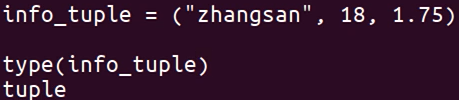 info_tuple = ("zhangsan", 18, 1.75)
type(info_tuple)
tuple